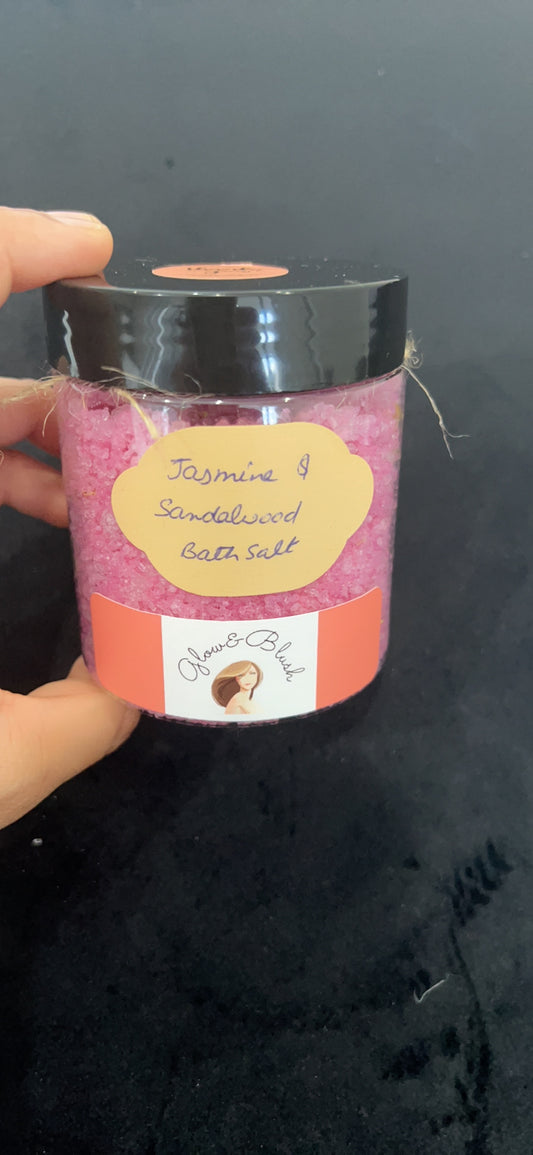 Jasmine &
Sandalwood
Bath Salt
Glow & Blush